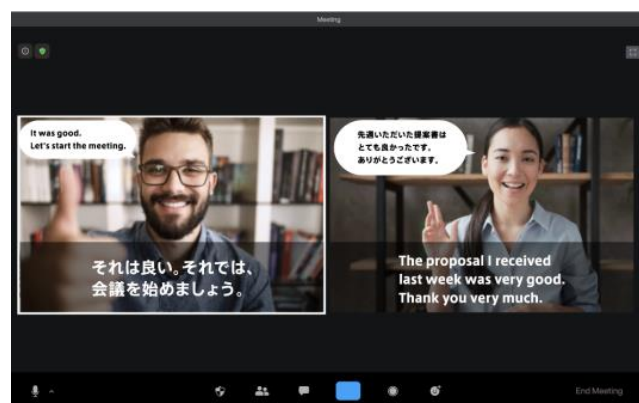 Meeting
It was good.
Let's start the meeting.
それは良い。それでは、
会議を始めましょう。
先週いただいた提案書は
とても良かったです。
ありがとうございます。
The proposal I received
last week was very good.
Thank you very much.
End Meeting